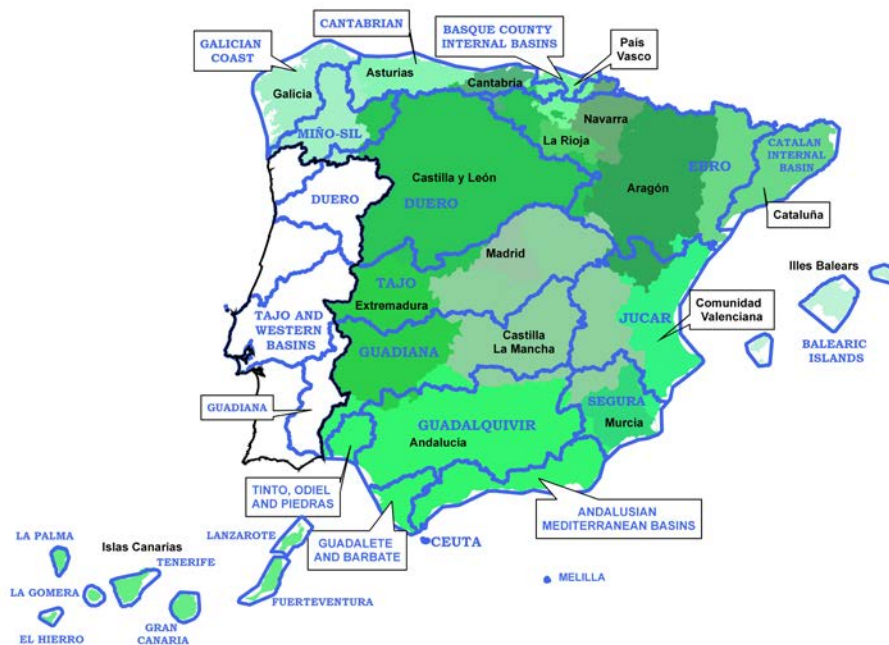 CANTABRIAN
BASQUE COUNTY
INTERNAL BASINS
GALICIAN
COAST
País
Vasco
Asturias
Cantabria
Galicia
Navarra
MIÑO-SIL
La Rioja
EBRO
CATALAN
INTERNAL
BASIN
Castilla y León
Aragón
DUERO
DUERO
Cataluña
Madrid
Illes Balears
TAJO
Extremadura
Comunidad
Valenciana
TAJO AND
WESTERN
BASINS
JUCAR
Castilla
La Mancha
GUADIANA
BALEARIC
ISLANDS
GUADIANA
SEGURA
GUADALQUIVIR
Murcia
Andalucía
TINTO, ODIEL
AND PIEDRAS
ANDALUSIAN
MEDITERRANEAN BASINS
LA PALMA
LANZAROTE
GUADALETE
AND BARBATE
CEUTA
Islas Canarias
TENERIFE
MELILLA
LA GOMERA
FUERTEVENTURA
EL HIERRO
GRAN
CANARIA